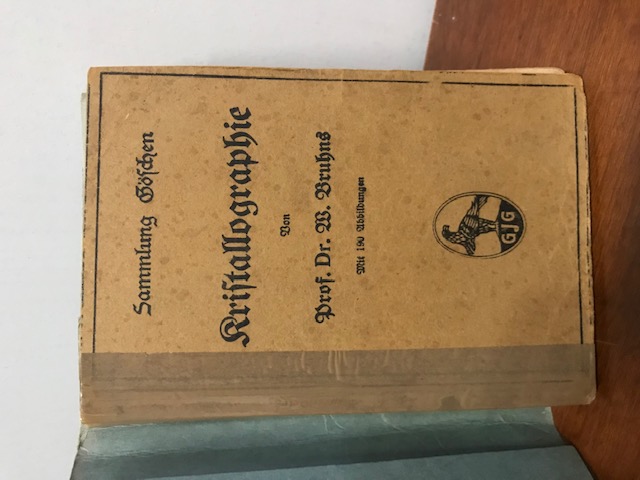 Sammlung Göschen
Kristallographie
Von
Prof. Dr. W. Bruhns
Mit 190 Abbildungen
GJG